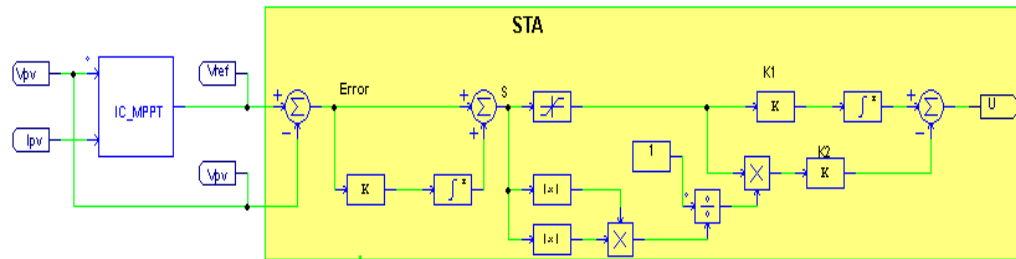 STA
Vpv
Vref
IC_MPPT
Ipv
Vpv
Error
S
K1
K
U
K
1
K2
K
|x|
|x|